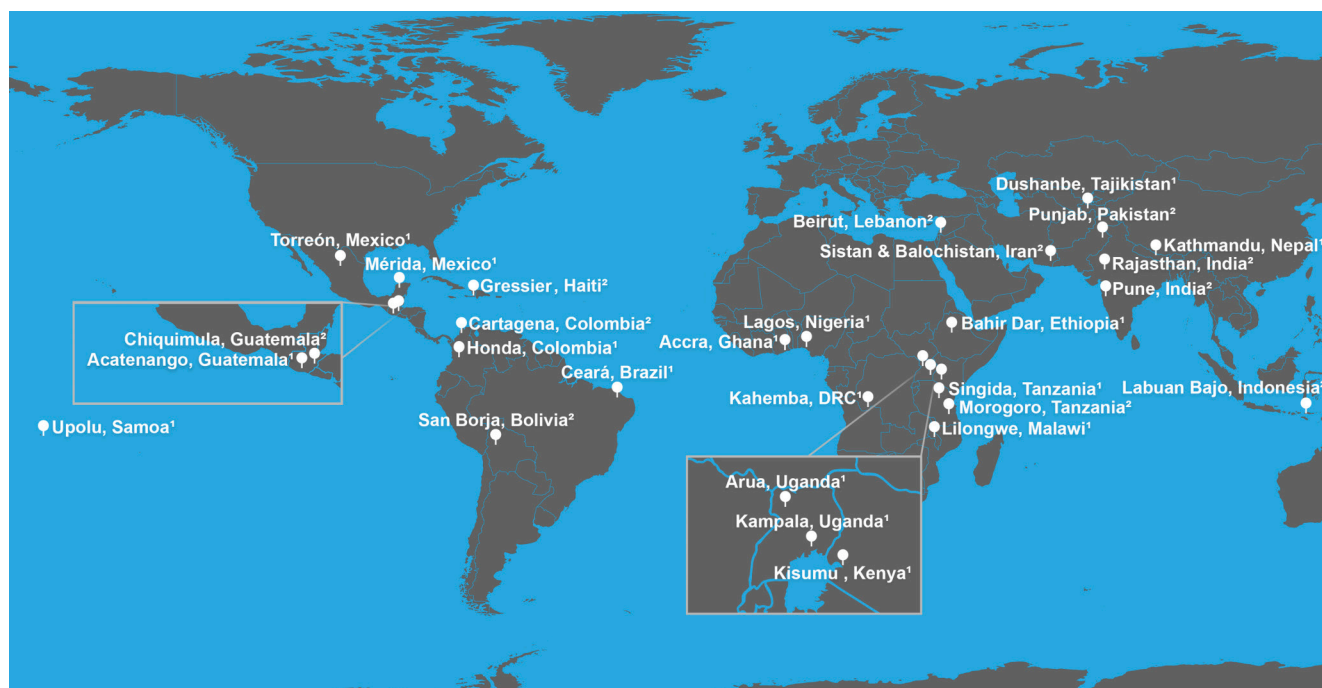 Dushanbe, Tajikistan¹
Punjab, Pakistan²
Beirut, Lebanon²
Torreón, Mexico¹
Kathmandu, Nepal¹
Sistan & Balochistan, Iran²
Mérida, Mexico¹
Rajasthan, India²
Gressier, Haiti²
Pune, India²
Lagos, Nigeria¹
Cartagena, Colombia²
Bahir Dar, Ethiopia¹
Chiquimula, Guatemala²
Accra, Ghana¹
Honda, Colombia¹
Acatenango, Guatemala¹
Ceará, Brazil¹
Singida, Tanzania¹
Labuan Bajo, Indonesia²
Kahemba, DRC¹
Morogoro, Tanzania²
San Borja, Bolivia²
Upolu, Samoa¹
Lilongwe, Malawi¹
Arua, Uganda¹
Kampala, Uganda¹
Kisumu , Kenya¹